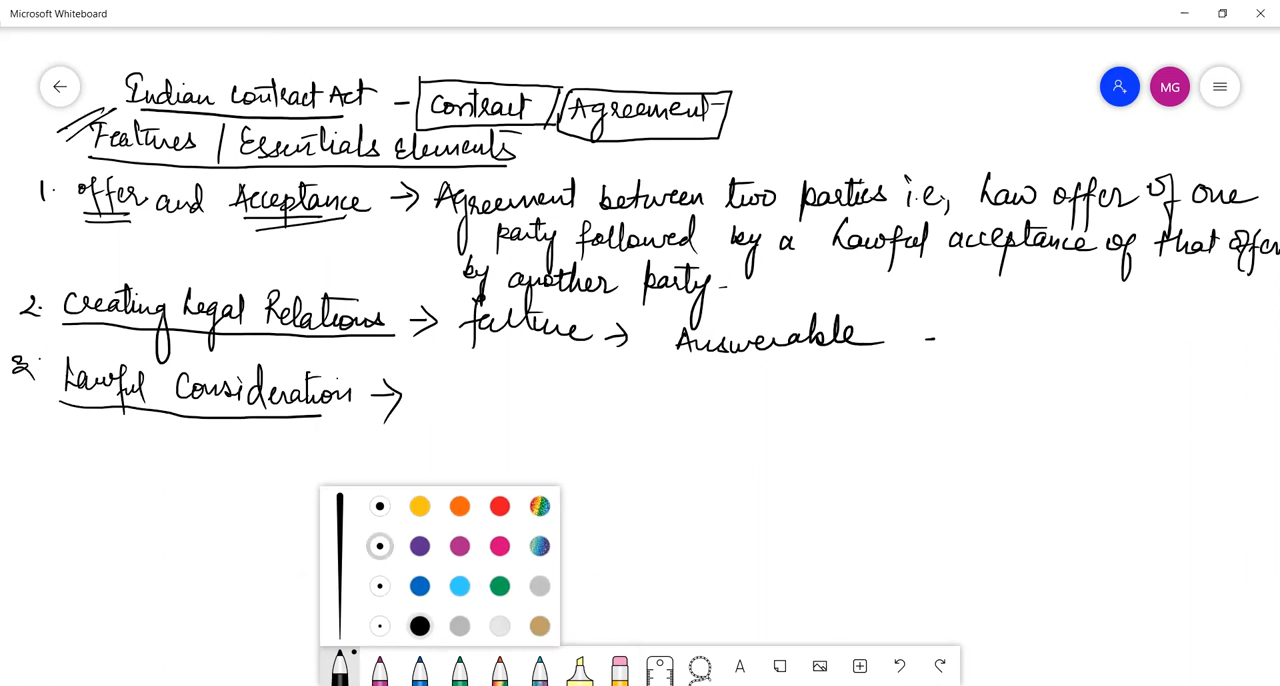 Microsoft Whiteboard
MG
Indian Contract Act - Contract / Agreement -
Features / Essentials Elements
1. Offer and Acceptance → Agreement between two parties i.e, Law offer of one
party followed by a Lawful acceptance of that offer
by another party.
2. Creating Legal Relations → failure → Answerable -
3. Lawful Consideration →
A